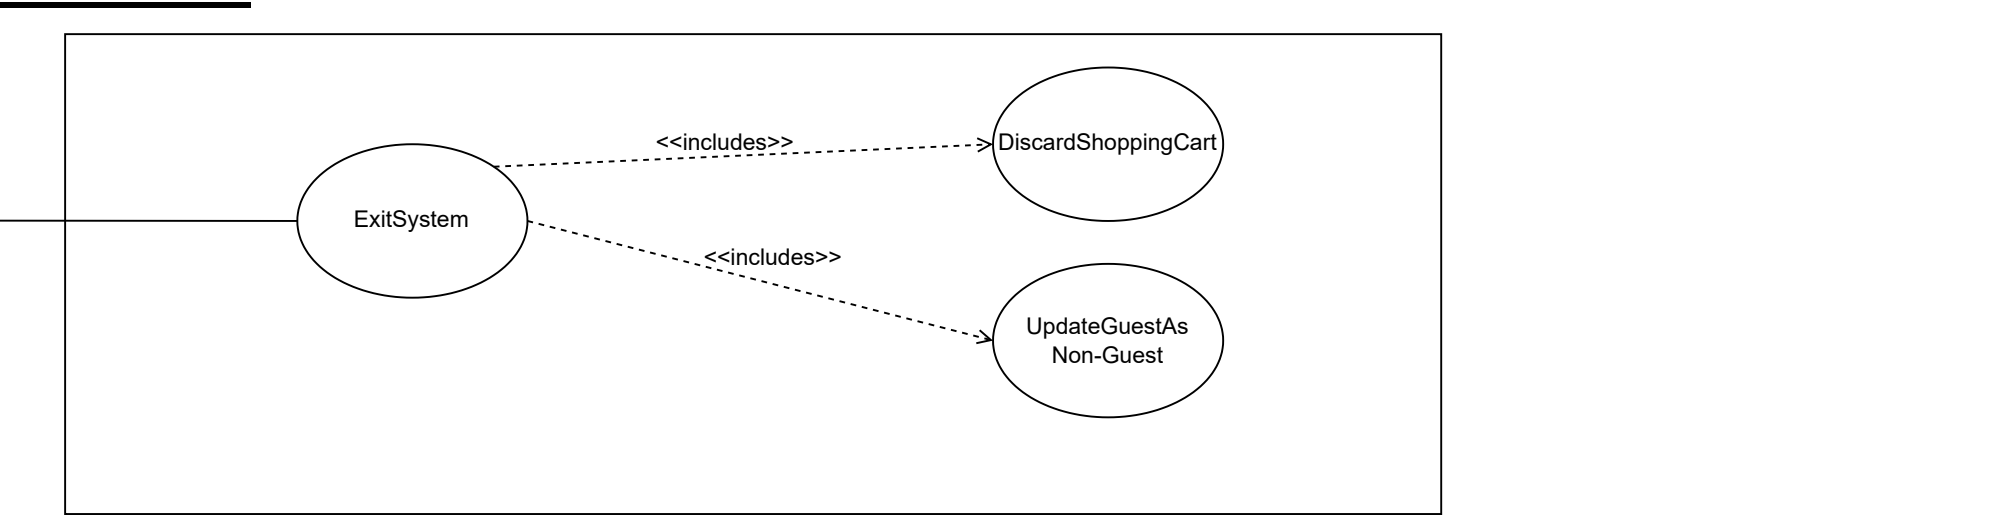 <<includes>>
DiscardShoppingCart
ExitSystem
<<includes>>
UpdateGuestAs
Non-Guest